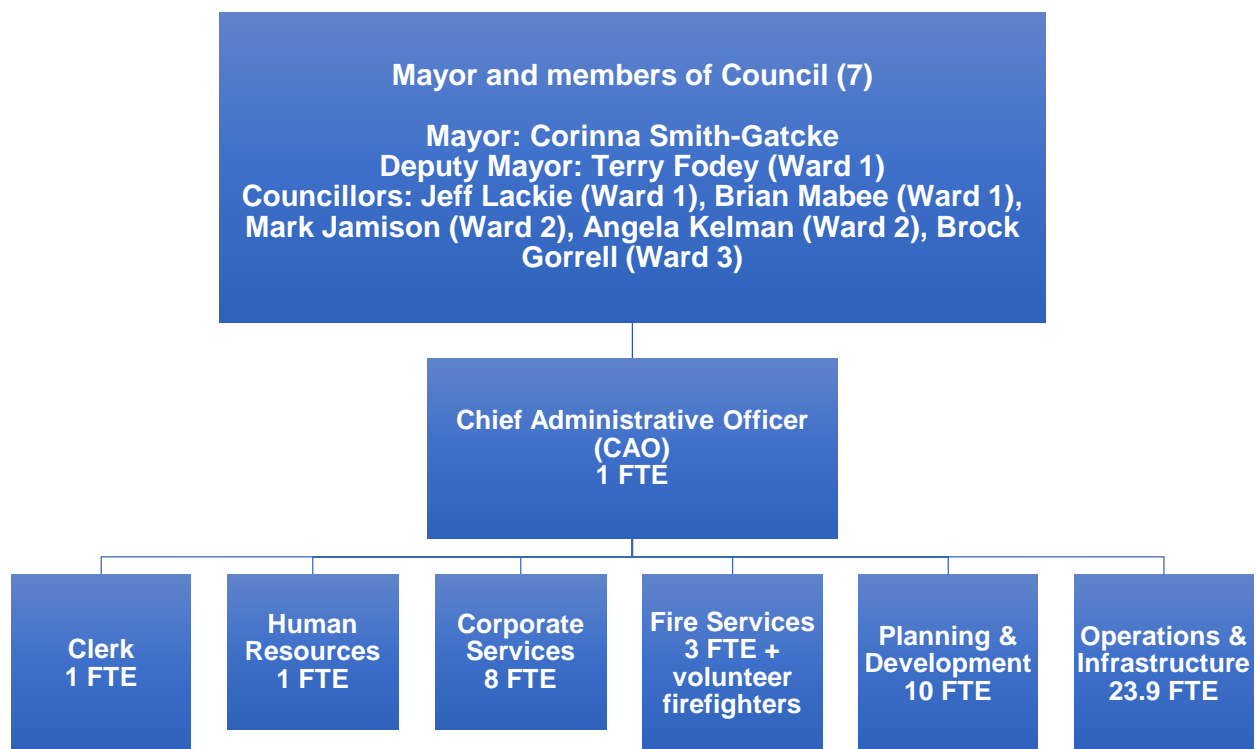 Mayor and members of Council (7)
Mayor: Corinna Smith-Gatcke
Deputy Mayor: Terry Fodey (Ward 1)
Councillors: Jeff Lackie (Ward 1), Brian Mabee (Ward 1),
Mark Jamison (Ward 2), Angela Kelman (Ward 2), Brock
Gorrell (Ward 3)
Chief Administrative Officer
(CAO)
1 FTE
Clerk
1 FTE
Human
Resources
1 FTE
Corporate
Services
8 FTE
Fire Services
3 FTE +
volunteer
firefighters
Planning &
Development
10 FTE
Operations &
Infrastructure
23.9 FTE